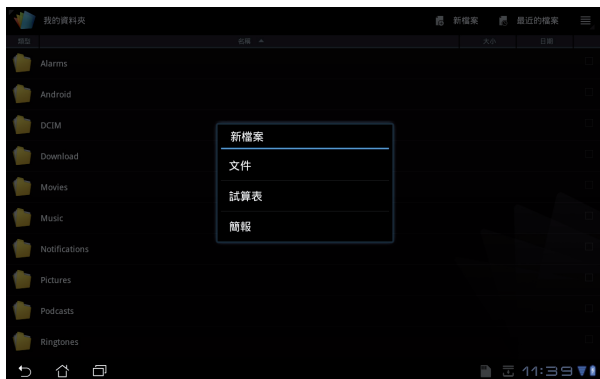 我的資料夾 新檔案 最近的檔案
類型 名稱 大小 日期
Alarms
Android
DCIM
Download
Movies
Music
Notifications
Pictures
Podcasts
Ringtones
新檔案
文件
試算表
簡報
11:39